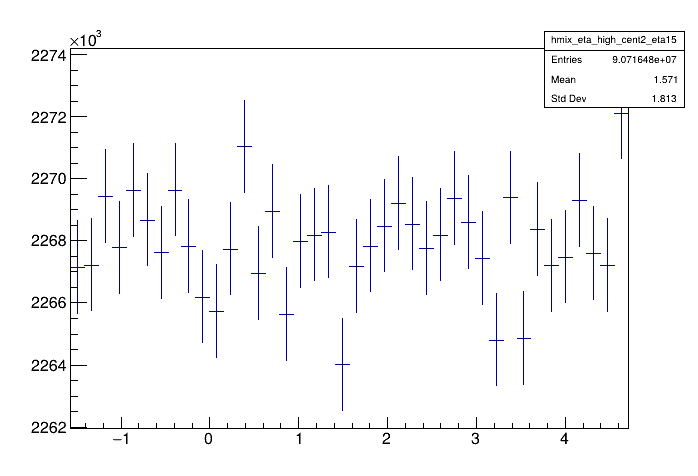 ×10³
hmix_eta_high_cent2_eta15
Entries 9.071648e+07
Mean 1.571
Std Dev 1.813
2274
2272
2270
2268
2266
2264
2262
−1 0 1 2 3 4